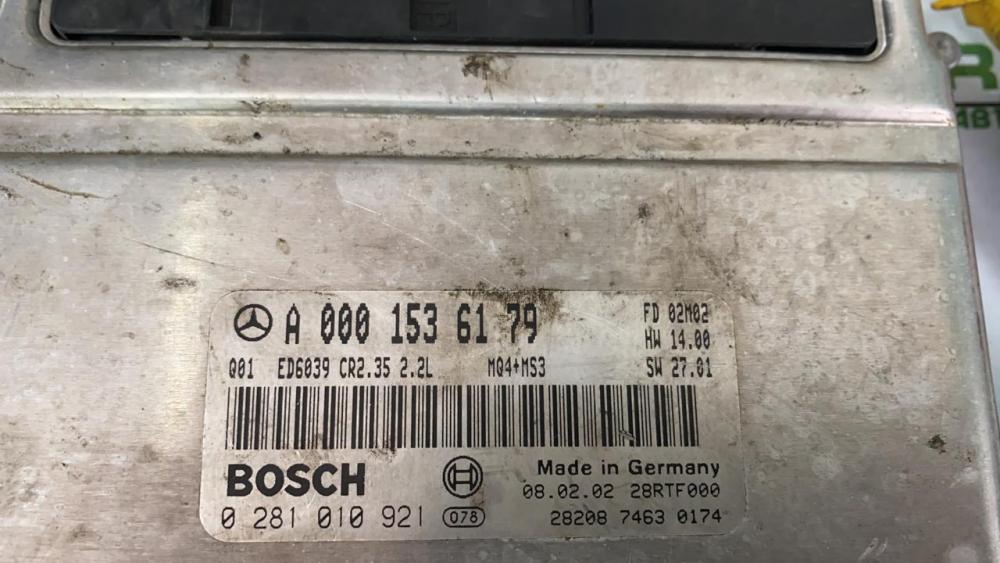 A 000 153 61 79
FD 02M02
HW 14.00
Q01 ED6039 CR2.35 2.2L MQ4+MS3 SW 27.01
BOSCH
Made in Germany
08.02.02 28RTF000
0 281 010 921 078 28208 7463 0174